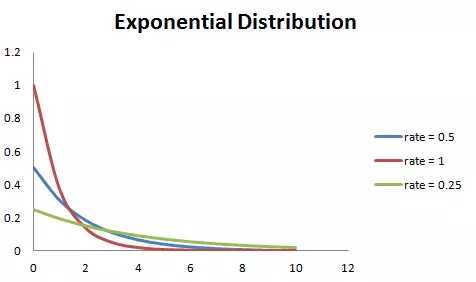 Exponential Distribution
1.2
1
0.8
0.6
0.4
0.2
0
0 2 4 6 8 10 12
rate = 0.5
rate = 1
rate = 0.25